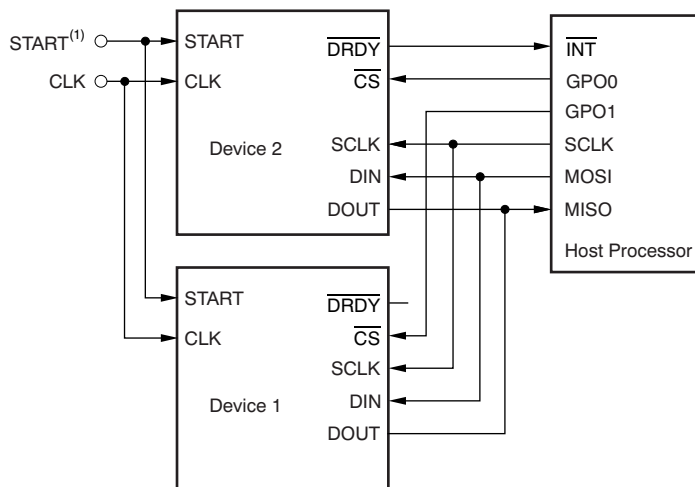 START(1)
CLK
START
CLK
Device 2
DRDY
CS
SCLK
DIN
DOUT
INT
GPO0
GPO1
SCLK
MOSI
MISO
Host Processor
START
CLK
Device 1
DRDY
CS
SCLK
DIN
DOUT